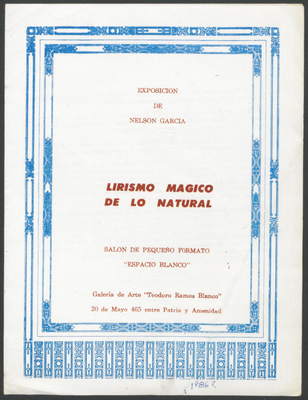 EXPOSICION
DE
NELSON GARCIA
LIRISMO MAGICO
DE LO NATURAL
SALON DE PEQUEÑO FORMATO
"ESPACIO BLANCO"
Galería de Arte "Teodoro Ramos Blanco"
20 de Mayo 465 entre Patria y Amenidad
1986?